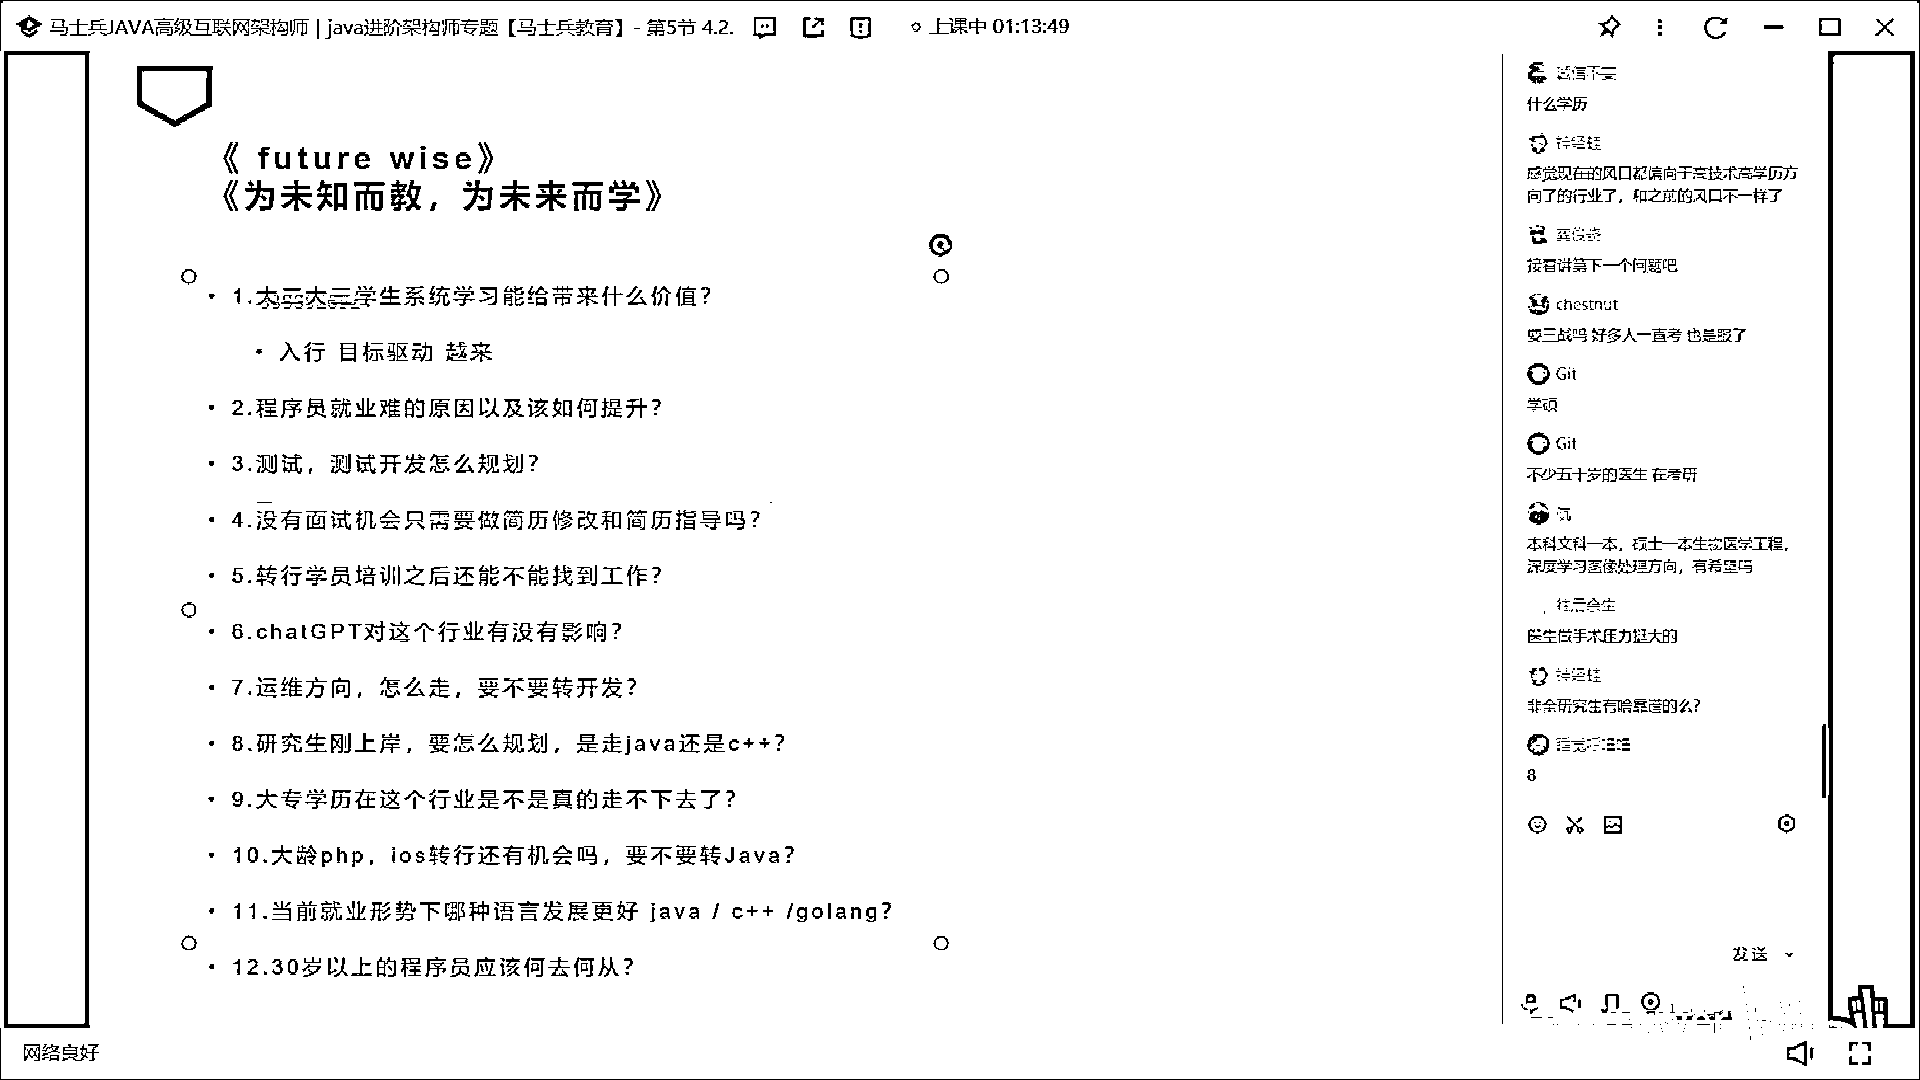 马士兵JAVA高级互联网架构师 | java进阶架构师专题【马士兵教育】- 第5节 4.2.
上课中 01:13:49
《 future wise》
《为未知而教，为未来而学》
1.大二大三学生系统学习能给带来什么价值？
入行 目标驱动 越来
2.程序员就业难的原因以及该如何提升？
3.测试，测试开发怎么规划？
4.没有面试机会只需要做简历修改和简历指导吗？
5.转行学员培训之后还能不能找到工作？
6.chatGPT对这个行业有没有影响？
7.运维方向，怎么走，要不要转开发？
8.研究生刚上岸，要怎么规划，是走java还是c++？
9.大专学历在这个行业是不是真的走不下去了？
10.大龄php，ios转行还有机会吗，要不要转Java？
11.当前就业形势下哪种语言发展更好 java / c++ /golang？
12.30岁以上的程序员应该何去何从？
什么学历
感觉现在的风口都偏向于高技术高学历方
向了的行业了，和之前的风口不一样了
接着讲第下一个问题吧
chestnut
要三战吗 好多人一直考 也是服了
Git
学硕
Git
不少五十岁的医生 在考研
本科文科一本，硕士一本生物医学工程，
深度学习图像处理方向，有希望吗
医生做手术压力挺大的
非全研究生有啥靠谱的么？
8
发送
网络良好